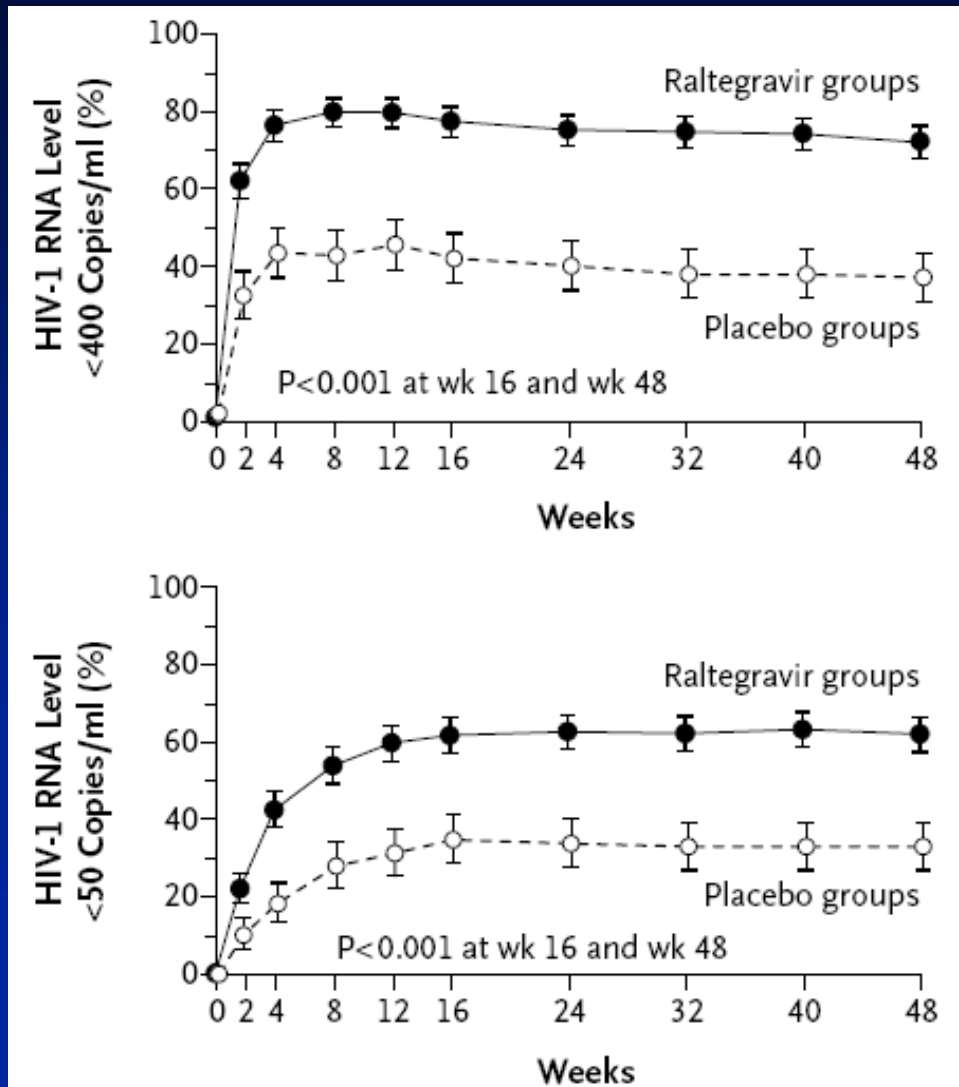 HIV-1 RNA Level
<400 Copies/ml (%)
100
80
60
40
20
0
Raltegravir groups
Placebo groups
P<0.001 at wk 16 and wk 48
0 2 4 8 12 16 24 32 40 48
Weeks
HIV-1 RNA Level
<50 Copies/ml (%)
100
80
60
40
20
0
Raltegravir groups
Placebo groups
P<0.001 at wk 16 and wk 48
0 2 4 8 12 16 24 32 40 48
Weeks